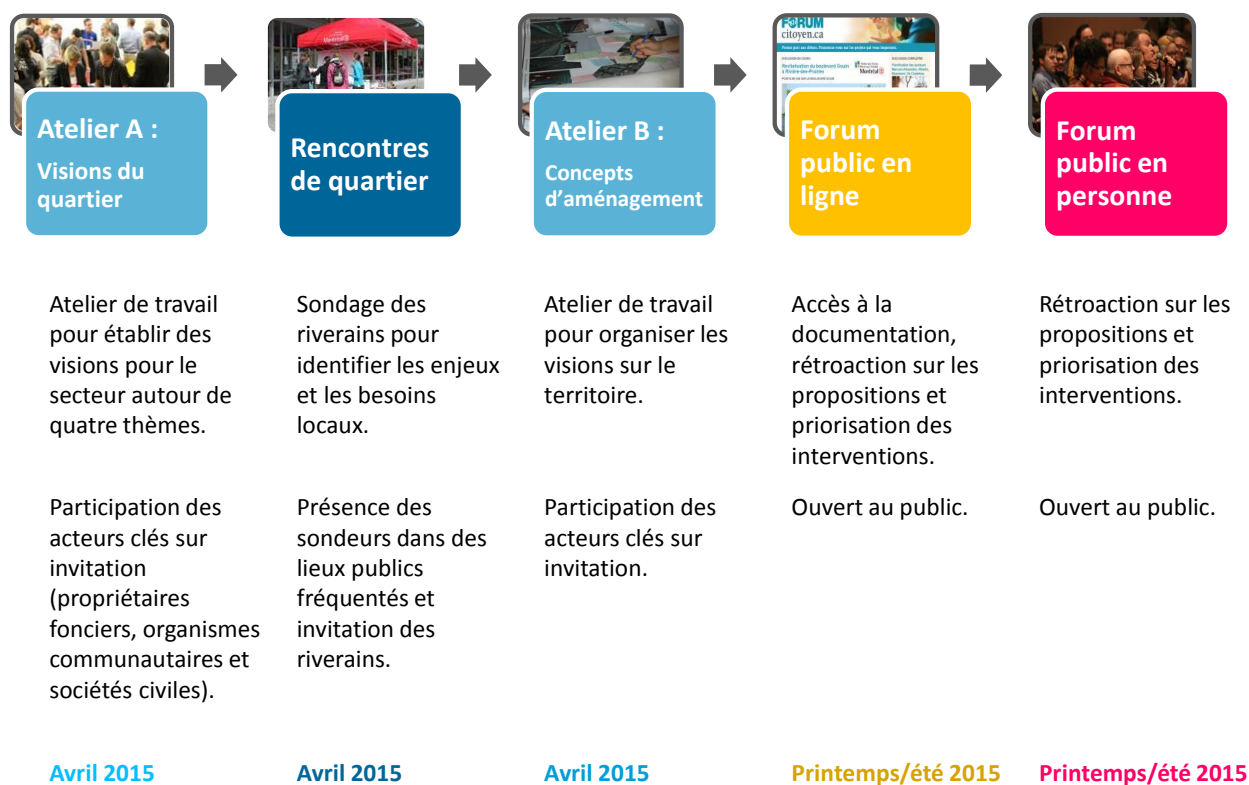 FORUM
citoyen.ca
Montréal
Atelier A :
Visions du
quartier
Rencontres
de quartier
Atelier B :
Concepts
d'aménagement
Forum
public en
ligne
Forum
public en
personne
Atelier de travail
pour établir des
visions pour le
secteur autour de
quatre thèmes.
Sondage des
riverains pour
identifier les enjeux
et les besoins
locaux.
Atelier de travail
pour organiser les
visions sur le
territoire.
Accès à la
documentation,
rétroaction sur les
propositions et
priorisation des
interventions.
Rétroaction sur les
propositions et
priorisation des
interventions.
Participation des
acteurs clés sur
invitation
(propriétaires
fonciers, organismes
communautaires et
sociétés civiles).
Présence des
sondeurs dans des
lieux publics
fréquentés et
invitation des
riverains.
Participation des
acteurs clés sur
invitation.
Ouvert au public.
Ouvert au public.
Avril 2015
Avril 2015
Avril 2015
Printemps/été 2015
Printemps/été 2015